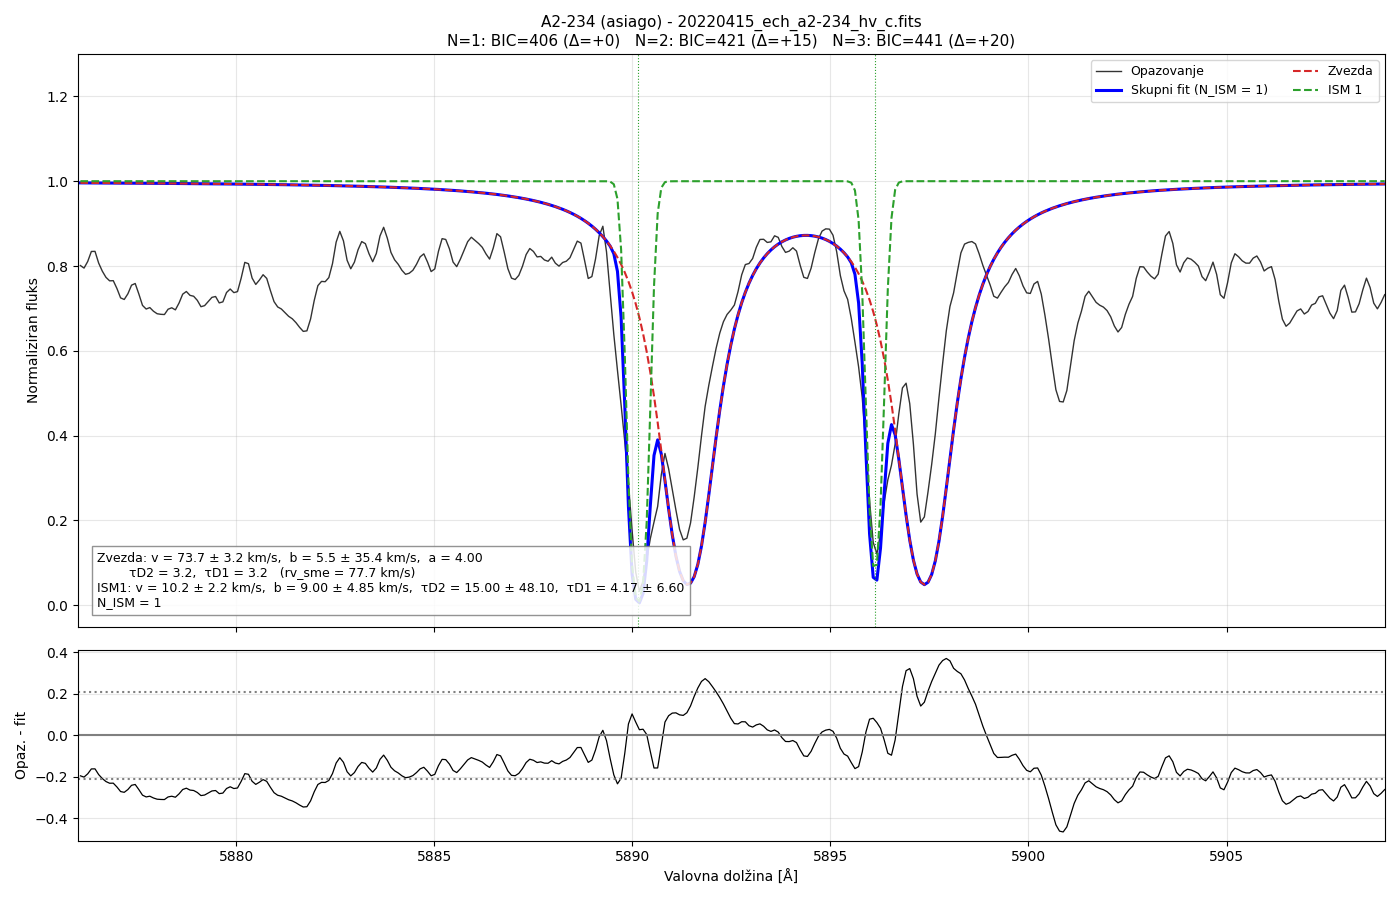 A2-234 (asiago) - 20220415_ech_a2-234_hv_c.fits
N=1: BIC=406 (Δ=+0)   N=2: BIC=421 (Δ=+15)   N=3: BIC=441 (Δ=+20)
Opazovanje
Skupni fit (N_ISM = 1)
Zvezda
ISM 1
Normaliziran fluks
1.2
1.0
0.8
0.6
0.4
0.2
0.0
Zvezda: v = 73.7 ± 3.2 km/s,  b = 5.5 ± 35.4 km/s,  a = 4.00
τD2 = 3.2,  τD1 = 3.2   (rv_sme = 77.7 km/s)
ISM1: v = 10.2 ± 2.2 km/s,  b = 9.00 ± 4.85 km/s,  τD2 = 15.00 ± 48.10,  τD1 = 4.17 ± 6.60
N_ISM = 1
Opaz. - fit
0.4
0.2
0.0
−0.2
−0.4
5880 5885 5890 5895 5900 5905
Valovna dolžina [Å]